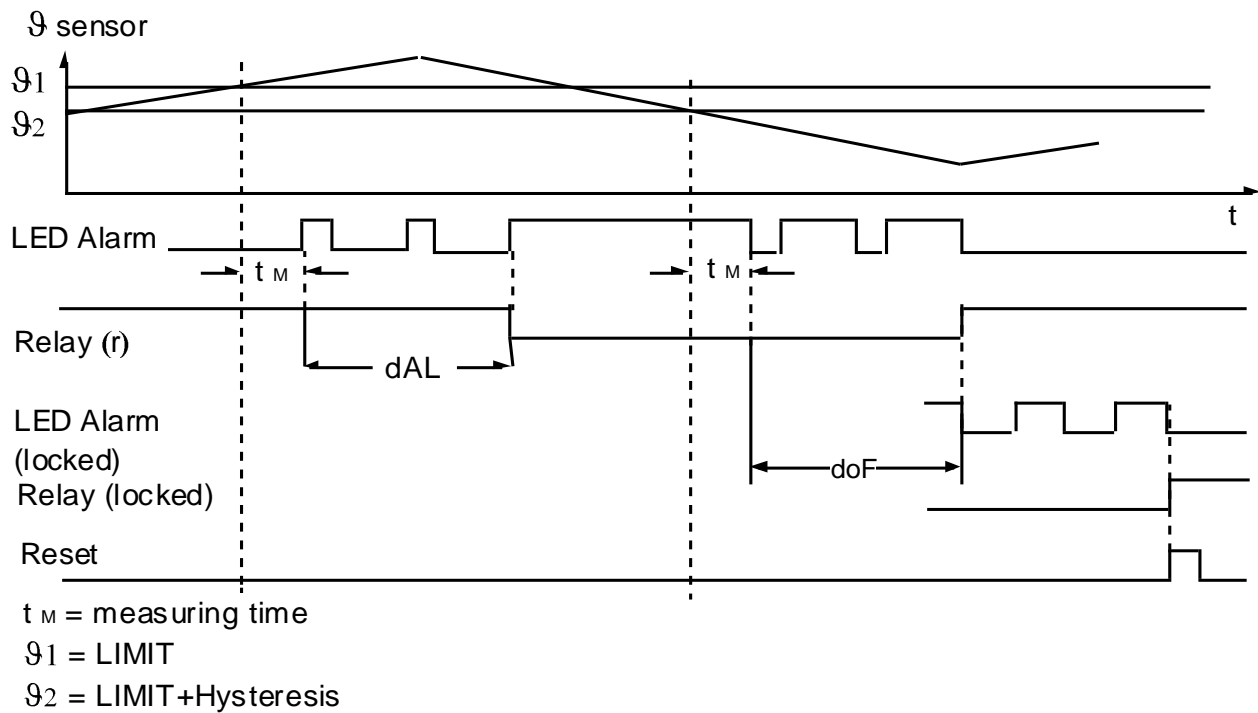 ϑ sensor
ϑ1
ϑ2
t
LED Alarm
t M
t M
Relay (r)
dAL
LED Alarm
(locked)
doF
Relay (locked)
Reset
t M = measuring time
ϑ1 = LIMIT
ϑ2 = LIMIT+Hysteresis